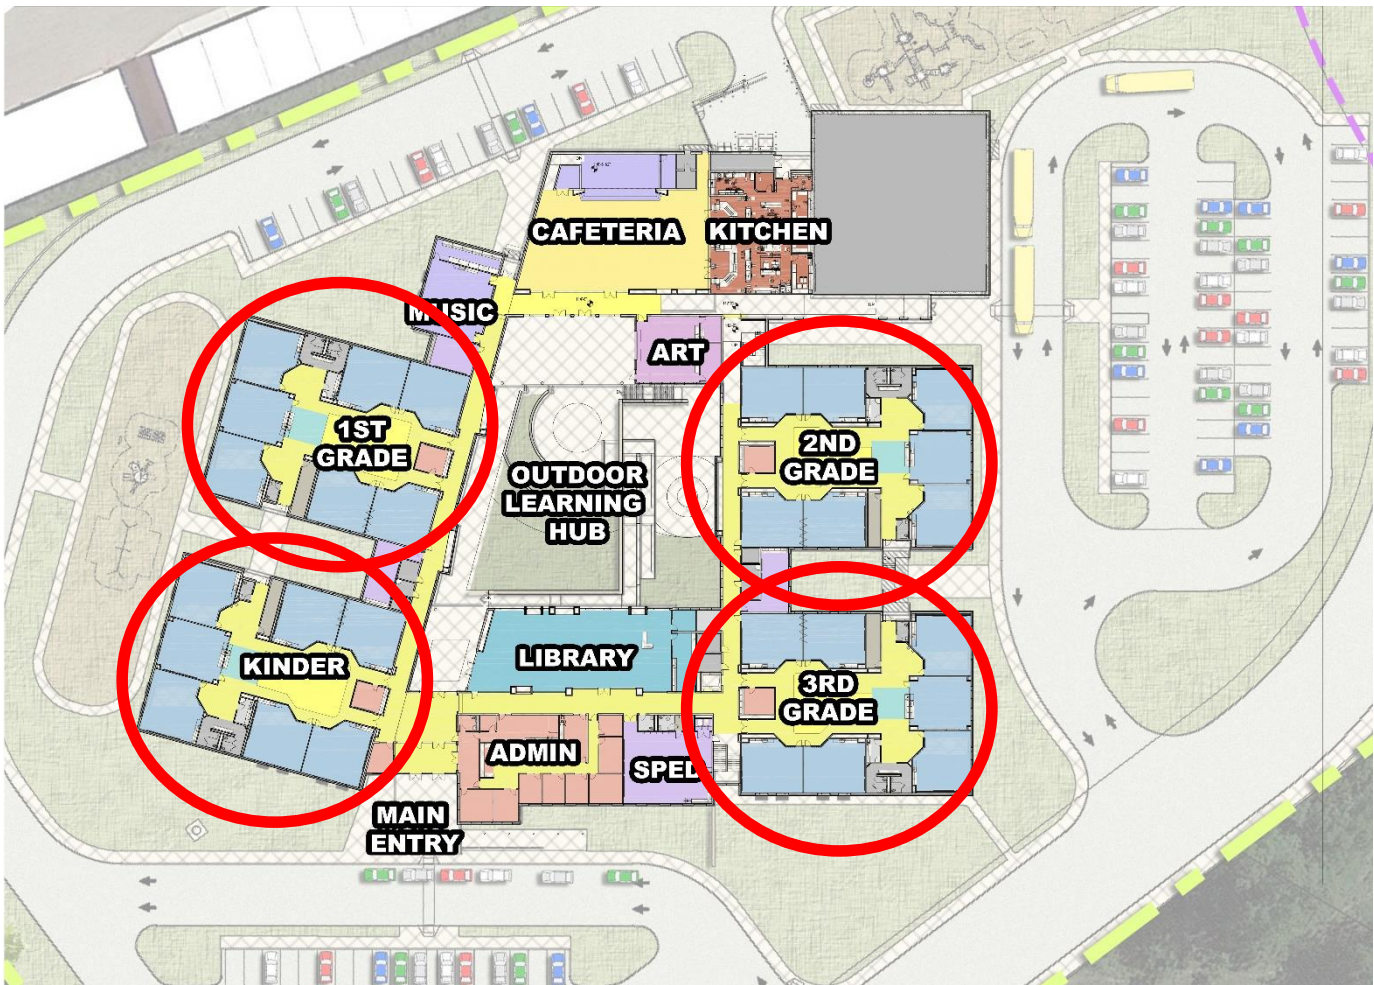 CAFETERIA
KITCHEN
MUSIC
ART
1ST
GRADE
2ND
GRADE
OUTDOOR
LEARNING
HUB
KINDER
LIBRARY
3RD
GRADE
ADMIN
SPED
MAIN
ENTRY